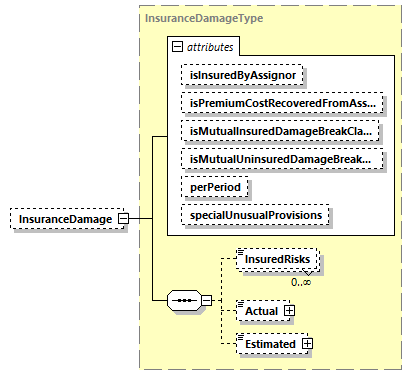 InsuranceDamageType
attributes
isInsuredByAssignor
isPremiumCostRecoveredFromAss...
isMutualInsuredDamageBreakCla...
isMutualUninsuredDamageBreak...
perPeriod
specialUnusualProvisions
InsuranceDamage
InsuredRisks
0..∞
Actual
Estimated